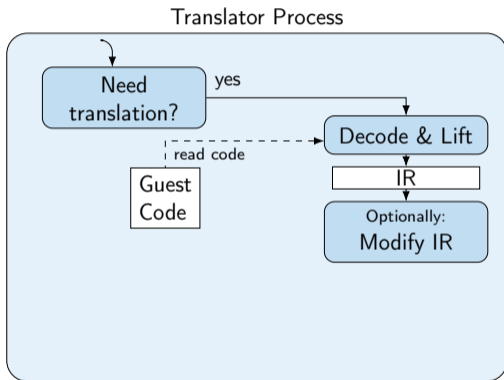 Translator Process
Need
translation?
yes
Decode & Lift
read code
Guest
Code
IR
Optionally:
Modify IR